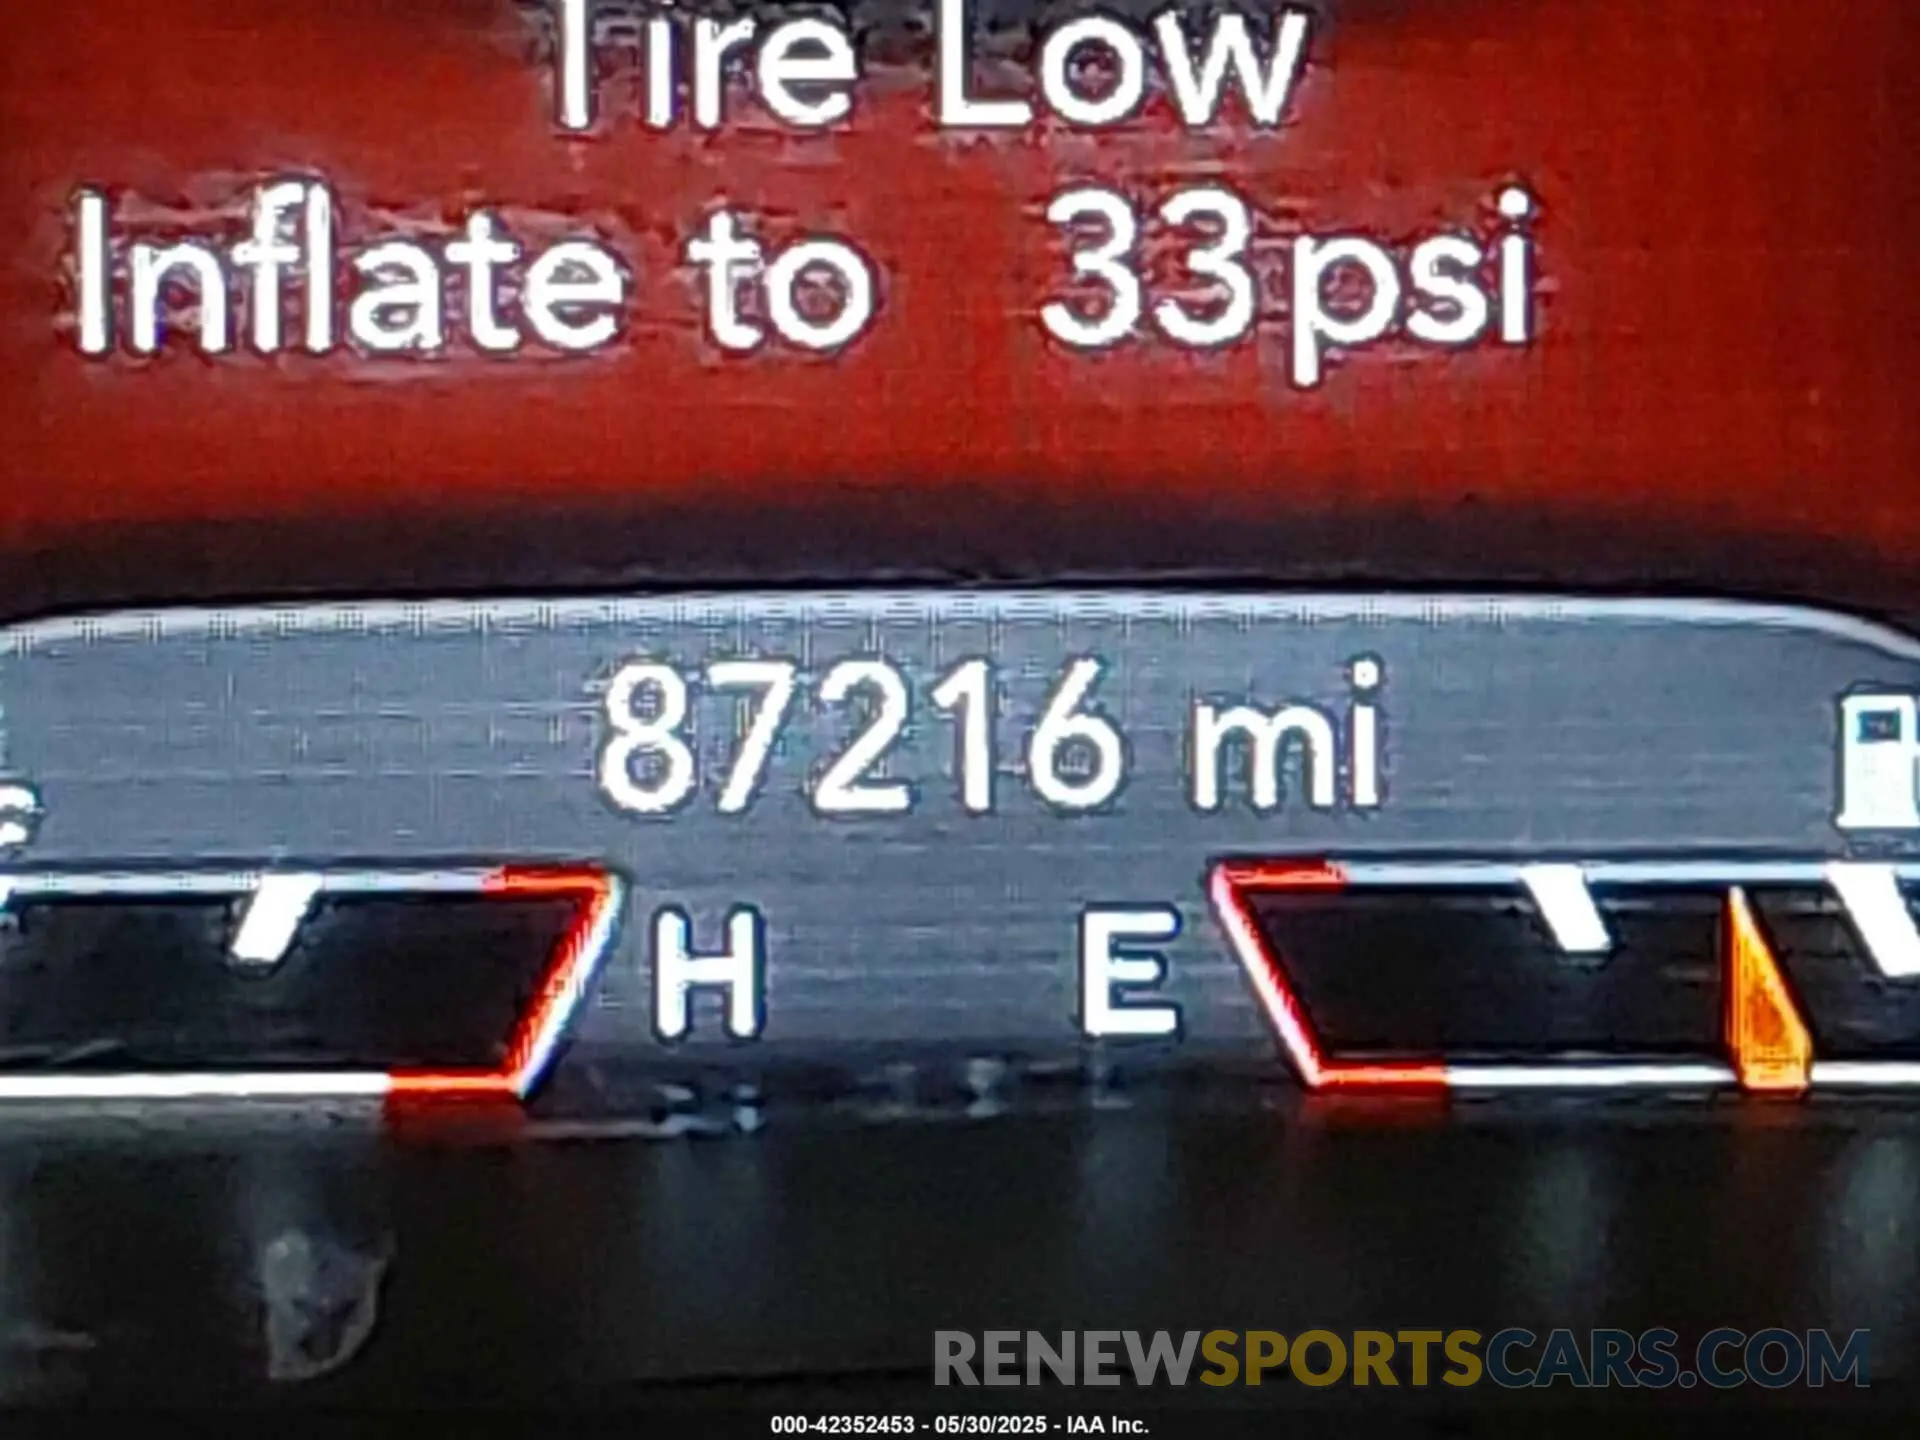 Tire Low
Inflate to 33psi
87216 mi
H E
RENEWSPORTSCARS.COM
000-42352453 - 05/30/2025 - IAA Inc.